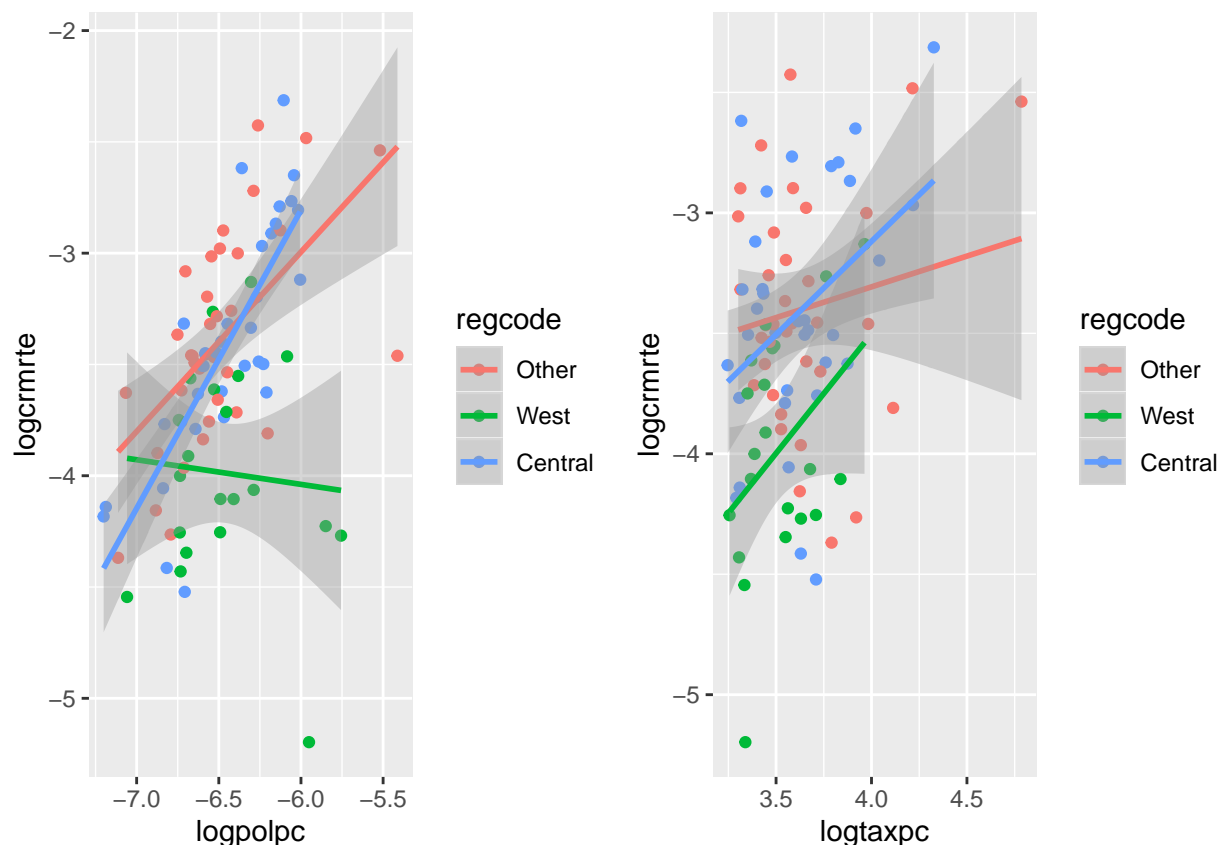 −2
−3
−4
−5
logcrmrte
−7.0 −6.5 −6.0 −5.5
logpolpc
regcode
Other
West
Central
−3
−4
−5
logcrmrte
3.5 4.0 4.5
logtaxpc
regcode
Other
West
Central